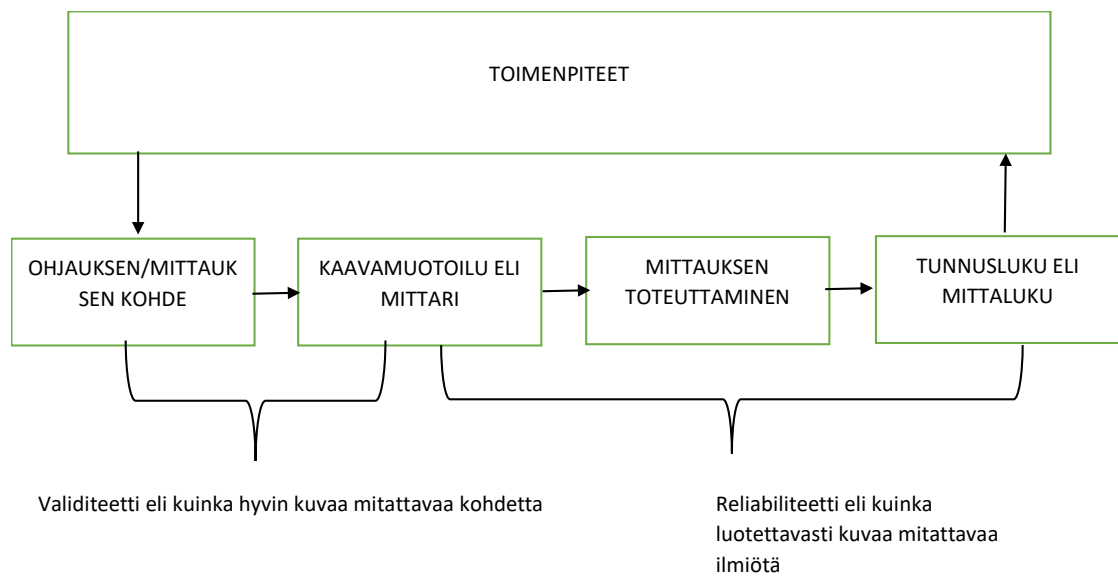 TOIMENPITEET
OHJAUKSEN/MITTAUK
SEN KOHDE
KAAVAMUOTOILU ELI
MITTARI
MITTAUKSEN
TOTEUTTAMINEN
TUNNUSLUKU ELI
MITTALUKU
Validiteetti eli kuinka hyvin kuvaa mitattavaa kohdetta
Reliabiliteetti eli kuinka
luotettavasti kuvaa mitattavaa
ilmiötä